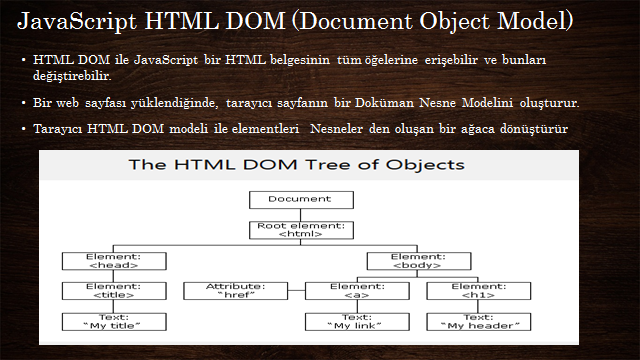 JavaScript HTML DOM (Document Object Model)
• HTML DOM ile JavaScript bir HTML belgesinin tüm öğelerine erişebilir ve bunları
değiştirebilir.
• Bir web sayfası yüklendiğinde, tarayıcı sayfanın bir Doküman Nesne Modelini oluşturur.
• Tarayıcı HTML DOM modeli ile elementleri Nesneler den oluşan bir ağaca dönüştürür
The HTML DOM Tree of Objects
Document
Root element:
<html>
Element:
<head>
Element:
<body>
Element:
<title>
Attribute:
"href"
Element:
<a>
Element:
<h1>
Text:
"My title"
Text:
"My link"
Text:
"My header"